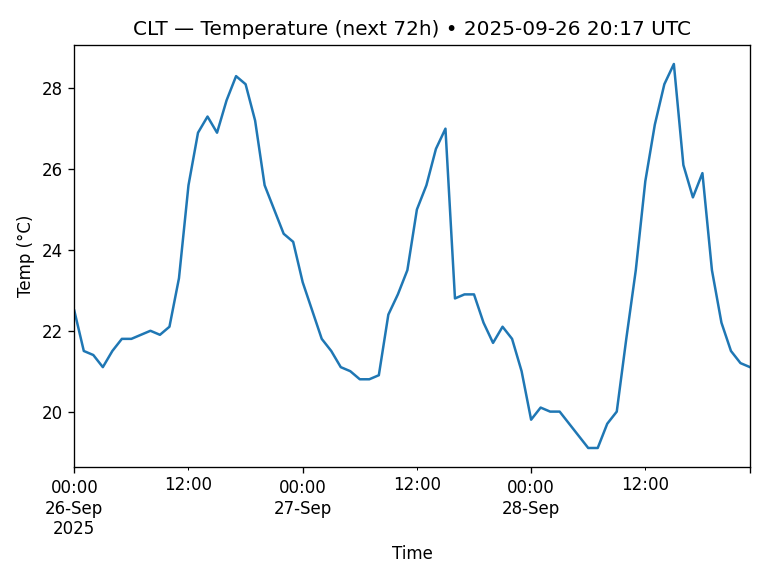 CLT — Temperature (next 72h) • 2025-09-26 20:17 UTC
28
26
24
22
20
Temp (°C)
00:00 12:00 00:00 12:00 00:00 12:00
26-Sep 27-Sep 28-Sep
2025
Time